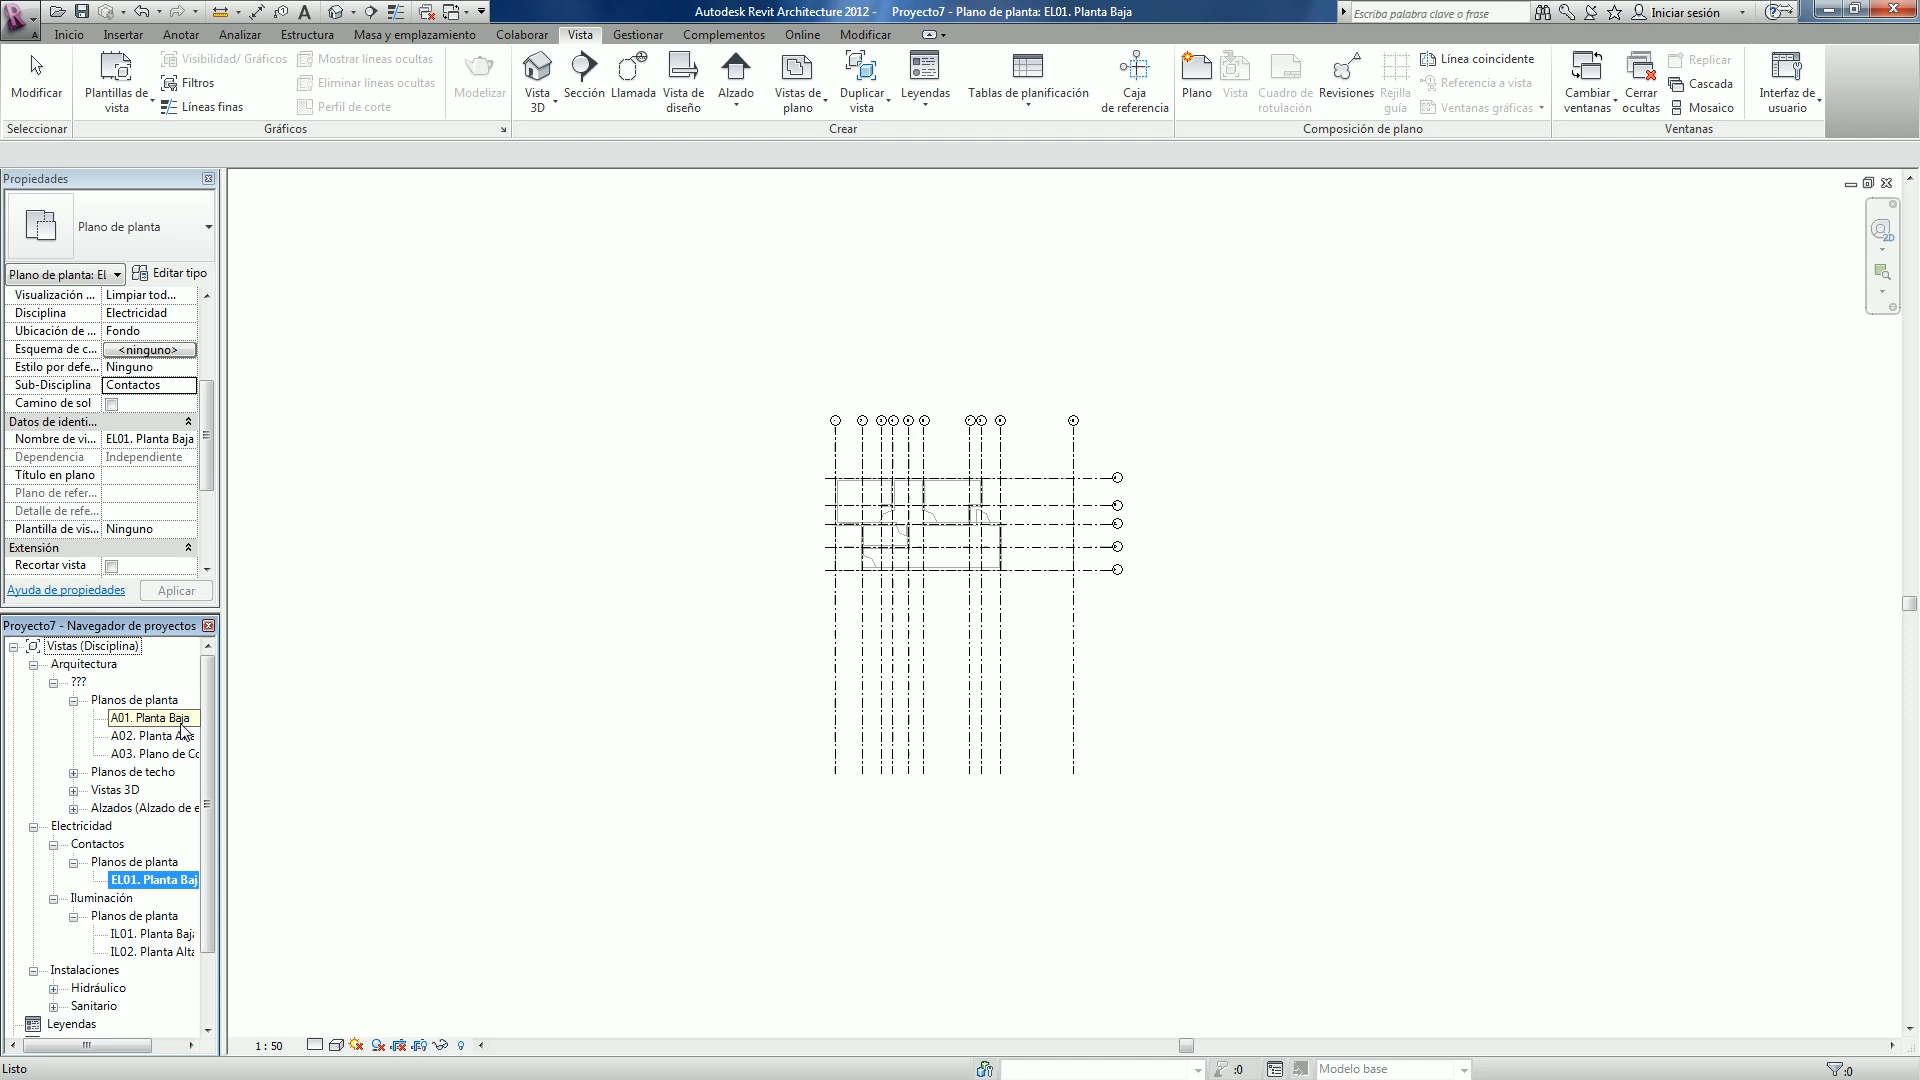 Autodesk Revit Architecture 2012 - Proyecto7 - Plano de planta: EL01. Planta Baja
Escriba palabra clave o frase
Iniciar sesión
Inicio Insertar Anotar Analizar Estructura Masa y emplazamiento Colaborar Vista Gestionar Complementos Online Modificar
Modificar
Seleccionar
Plantillas de vista
Visibilidad/ Gráficos
Filtros
Líneas finas
Mostrar líneas ocultas
Eliminar líneas ocultas
Perfil de corte
Gráficos
Modelizar
Vista 3D
Sección
Llamada
Vista de diseño
Alzado
Vistas de plano
Duplicar vista
Leyendas
Tablas de planificación
Caja de referencia
Crear
Plano
Vista
Cuadro de rotulación
Revisiones
Rejilla guía
Línea coincidente
Referencia a vista
Ventanas gráficas
Composición de plano
Cambiar ventanas
Cerrar ocultas
Replicar
Cascada
Mosaico
Ventanas
Interfaz de usuario
Propiedades
Plano de planta
Plano de planta: El
Editar tipo
Visualización ... Limpiar tod...
Disciplina Electricidad
Ubicación de ... Fondo
Esquema de c... <ninguno>
Estilo por defe... Ninguno
Sub-Disciplina Contactos
Camino de sol
Datos de identi...
Nombre de vi... EL01. Planta Baja
Dependencia Independiente
Título en plano
Plano de refer...
Detalle de refe...
Plantilla de vis... Ninguno
Extensión
Recortar vista
Ayuda de propiedades
Aplicar
Proyecto7 - Navegador de proyectos
Vistas (Disciplina)
Arquitectura
???
Planos de planta
A01. Planta Baja
A02. Planta A
A03. Plano de Co
Planos de techo
Vistas 3D
Alzados (Alzado de e
Electricidad
Contactos
Planos de planta
EL01. Planta Baj
Iluminación
Planos de planta
IL01. Planta Baj
IL02. Planta Alta
Instalaciones
Hidráulico
Sanitario
Leyendas
2D
1 : 50
Listo
:0
Modelo base
:0